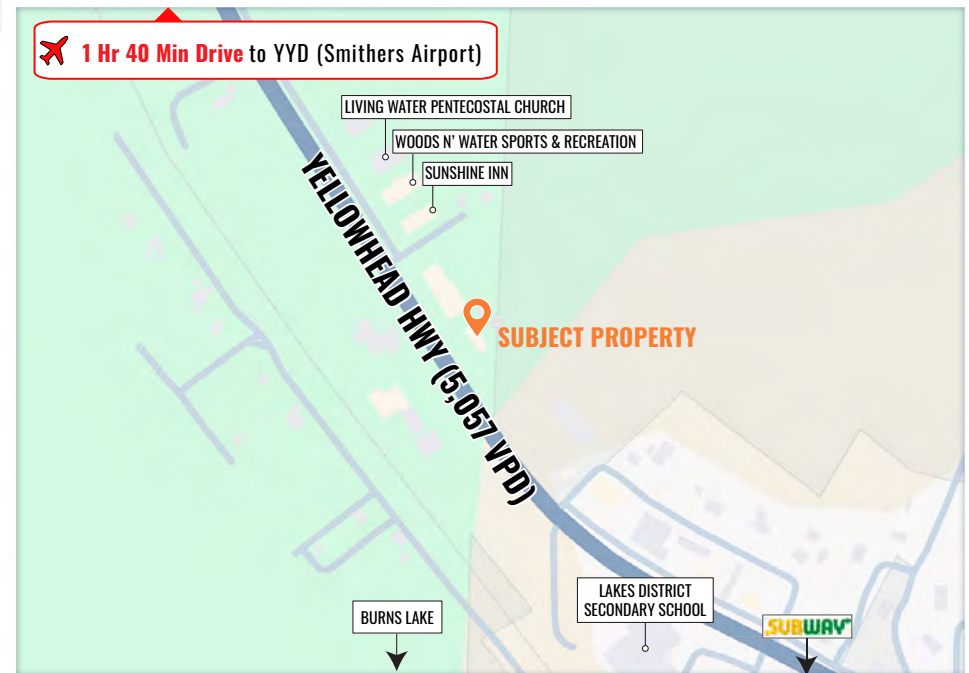 1 Hr 40 Min Drive to YYD (Smithers Airport)
LIVING WATER PENTECOSTAL CHURCH
WOODS N' WATER SPORTS & RECREATION
SUNSHINE INN
YELLOWHEAD HWY (5,057 VPD)
SUBJECT PROPERTY
LAKES DISTRICT
SECONDARY SCHOOL
BURNS LAKE
SUBWAY